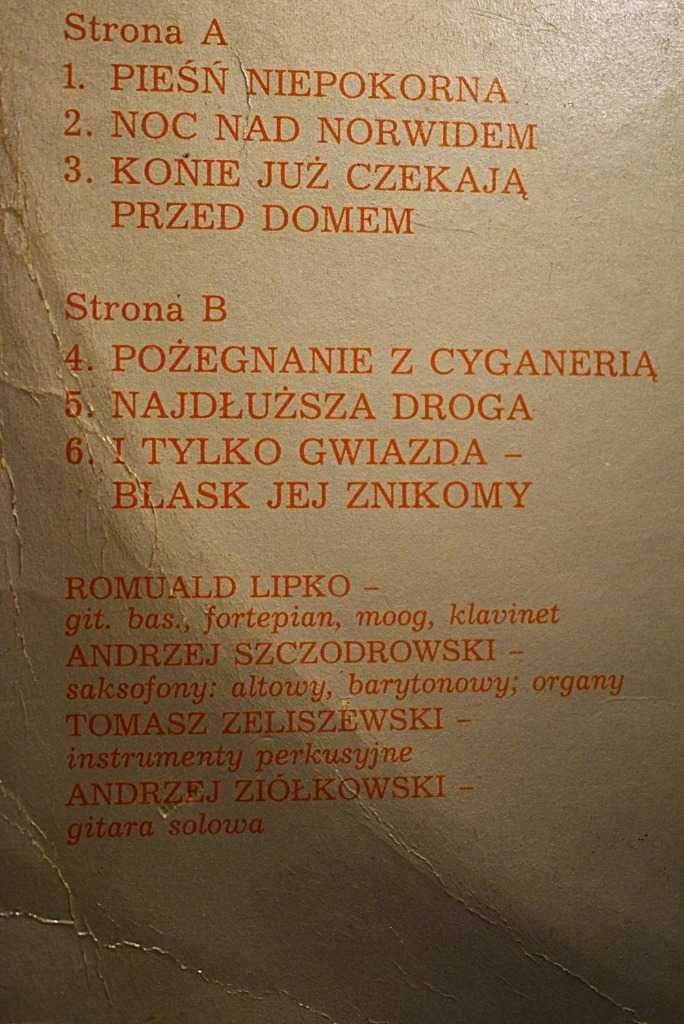 Strona A
1. PIEŚŃ NIEPOKORNA
2. NOC NAD NORWIDEM
3. KONIE JUŻ CZEKAJĄ
PRZED DOMEM
Strona B
4. POŻEGNANIE Z CYGANERIĄ
5. NAJDŁUŻSZA DROGA
6. I TYLKO GWIAZDA –
BLASK JEJ ZNIKOMY
ROMUALD LIPKO –
git. bas., fortepian, moog, klavinet
ANDRZEJ SZCZODROWSKI –
saksofony: altowy, barytonowy; organy
TOMASZ ZELISZEWSKI –
instrumenty perkusyjne
ANDRZEJ ZIÓŁKOWSKI –
gitara solowa